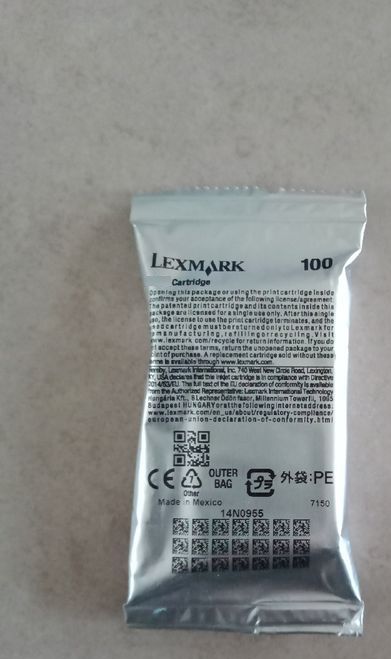 LEXMARK 100
Cartridge
Opening this package or using the print cartridge inside
confirms your acceptance of the following license/agreement:
The patented print cartridge and its contents inside this
package are licensed for a single use only. After this single
use, the license to use the print cartridge terminates, and the
used cartridge must be returned only to Lexmark for
remanufacturing, refilling or recycling. Visit
www.lexmark.com/recycle for return information. If you do
not accept these terms, return the unopened package to your
point of purchase. A replacement cartridge sold without these
terms is available through www.lexmark.com.
Hereby, Lexmark International, Inc. 740 West New Circle Road, Lexington,
KY, USA declares that this inkjet cartridge is in compliance with Directive
2014/53/EU. The full text of the EU declaration of conformity is available
from the Authorized Representative: Lexmark International Technology
Hungária Kft., 8 Lechner Ödön fasor, Millennium Tower III, 1095
Budapest HUNGARY or at the following internet address:
www.lexmark.com/en_us/about/regulatory-compliance/
european-union-declaration-of-conformity.html
CE 7 OUTER BAG プラ 外袋:PE
Other
Made in Mexico 7150
14N0955